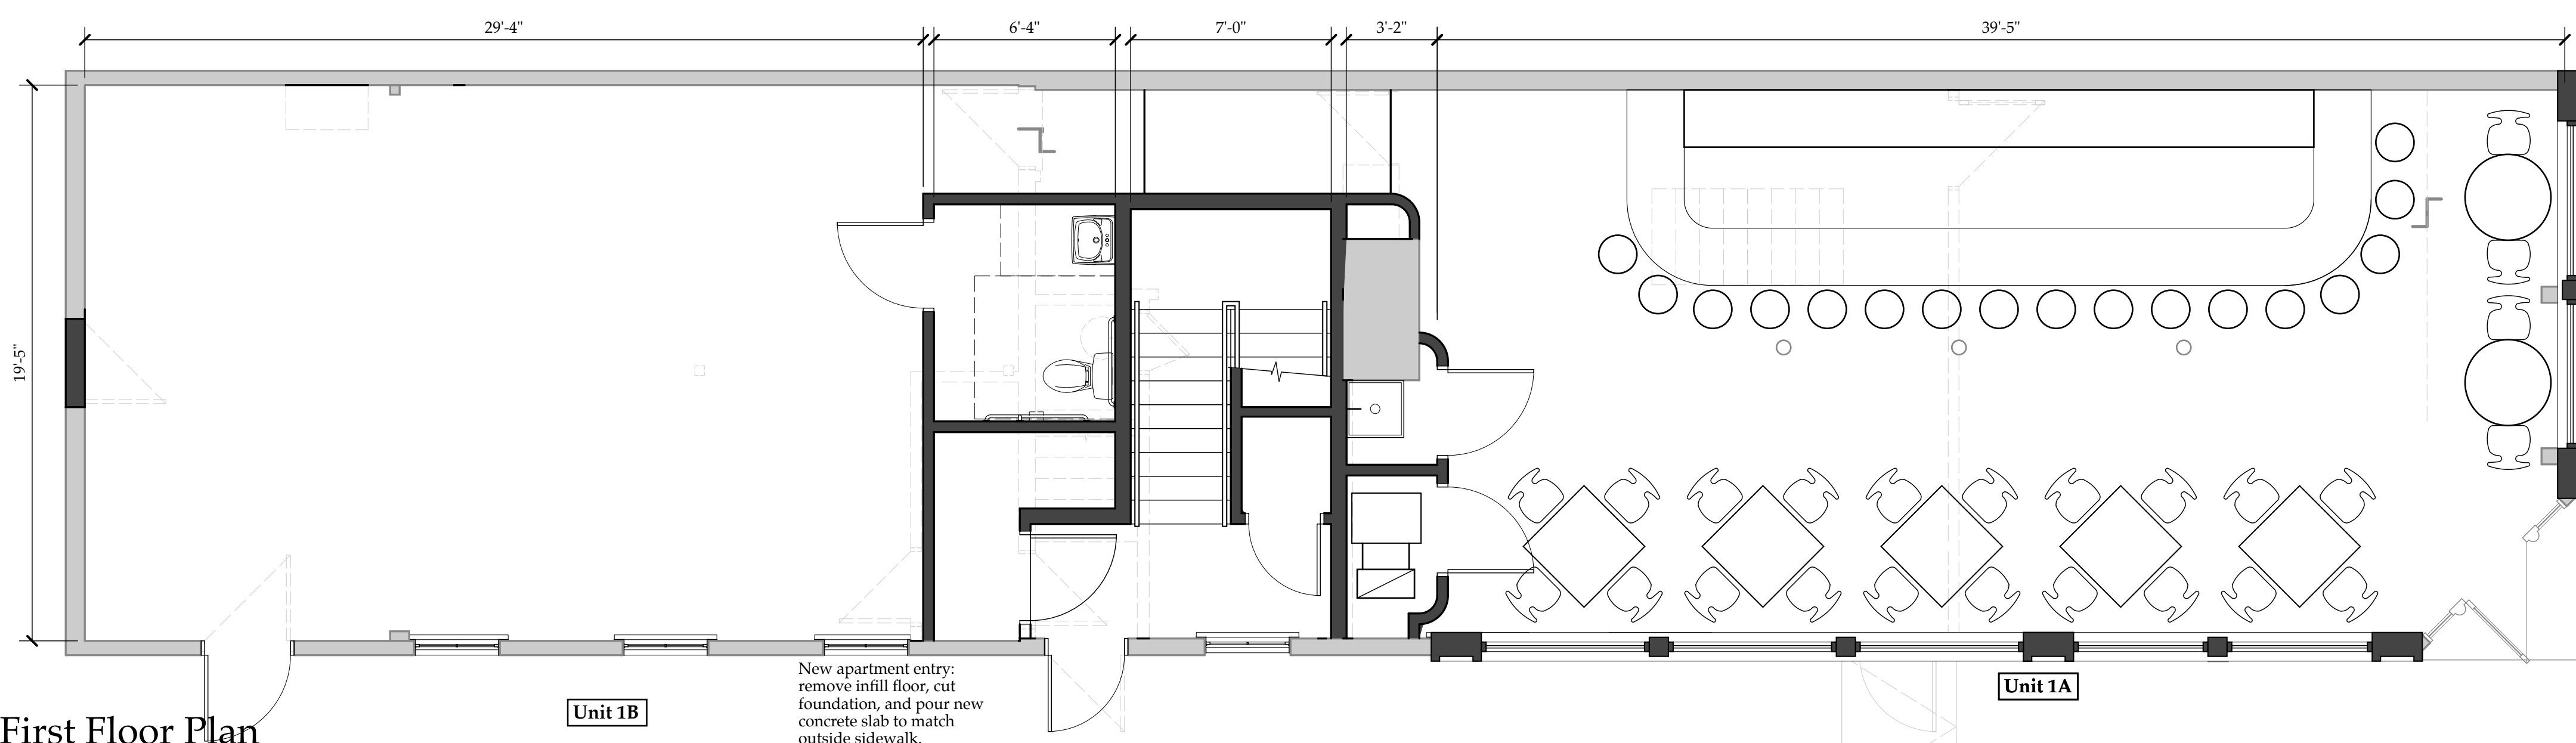 29'-4"
6'-4"
7'-0"
3'-2"
39'-5"
19'-5"
New apartment entry:
remove infill floor, cut
foundation, and pour new
concrete slab to match
outside sidewalk.
Unit 1B
Unit 1A
First Floor Plan